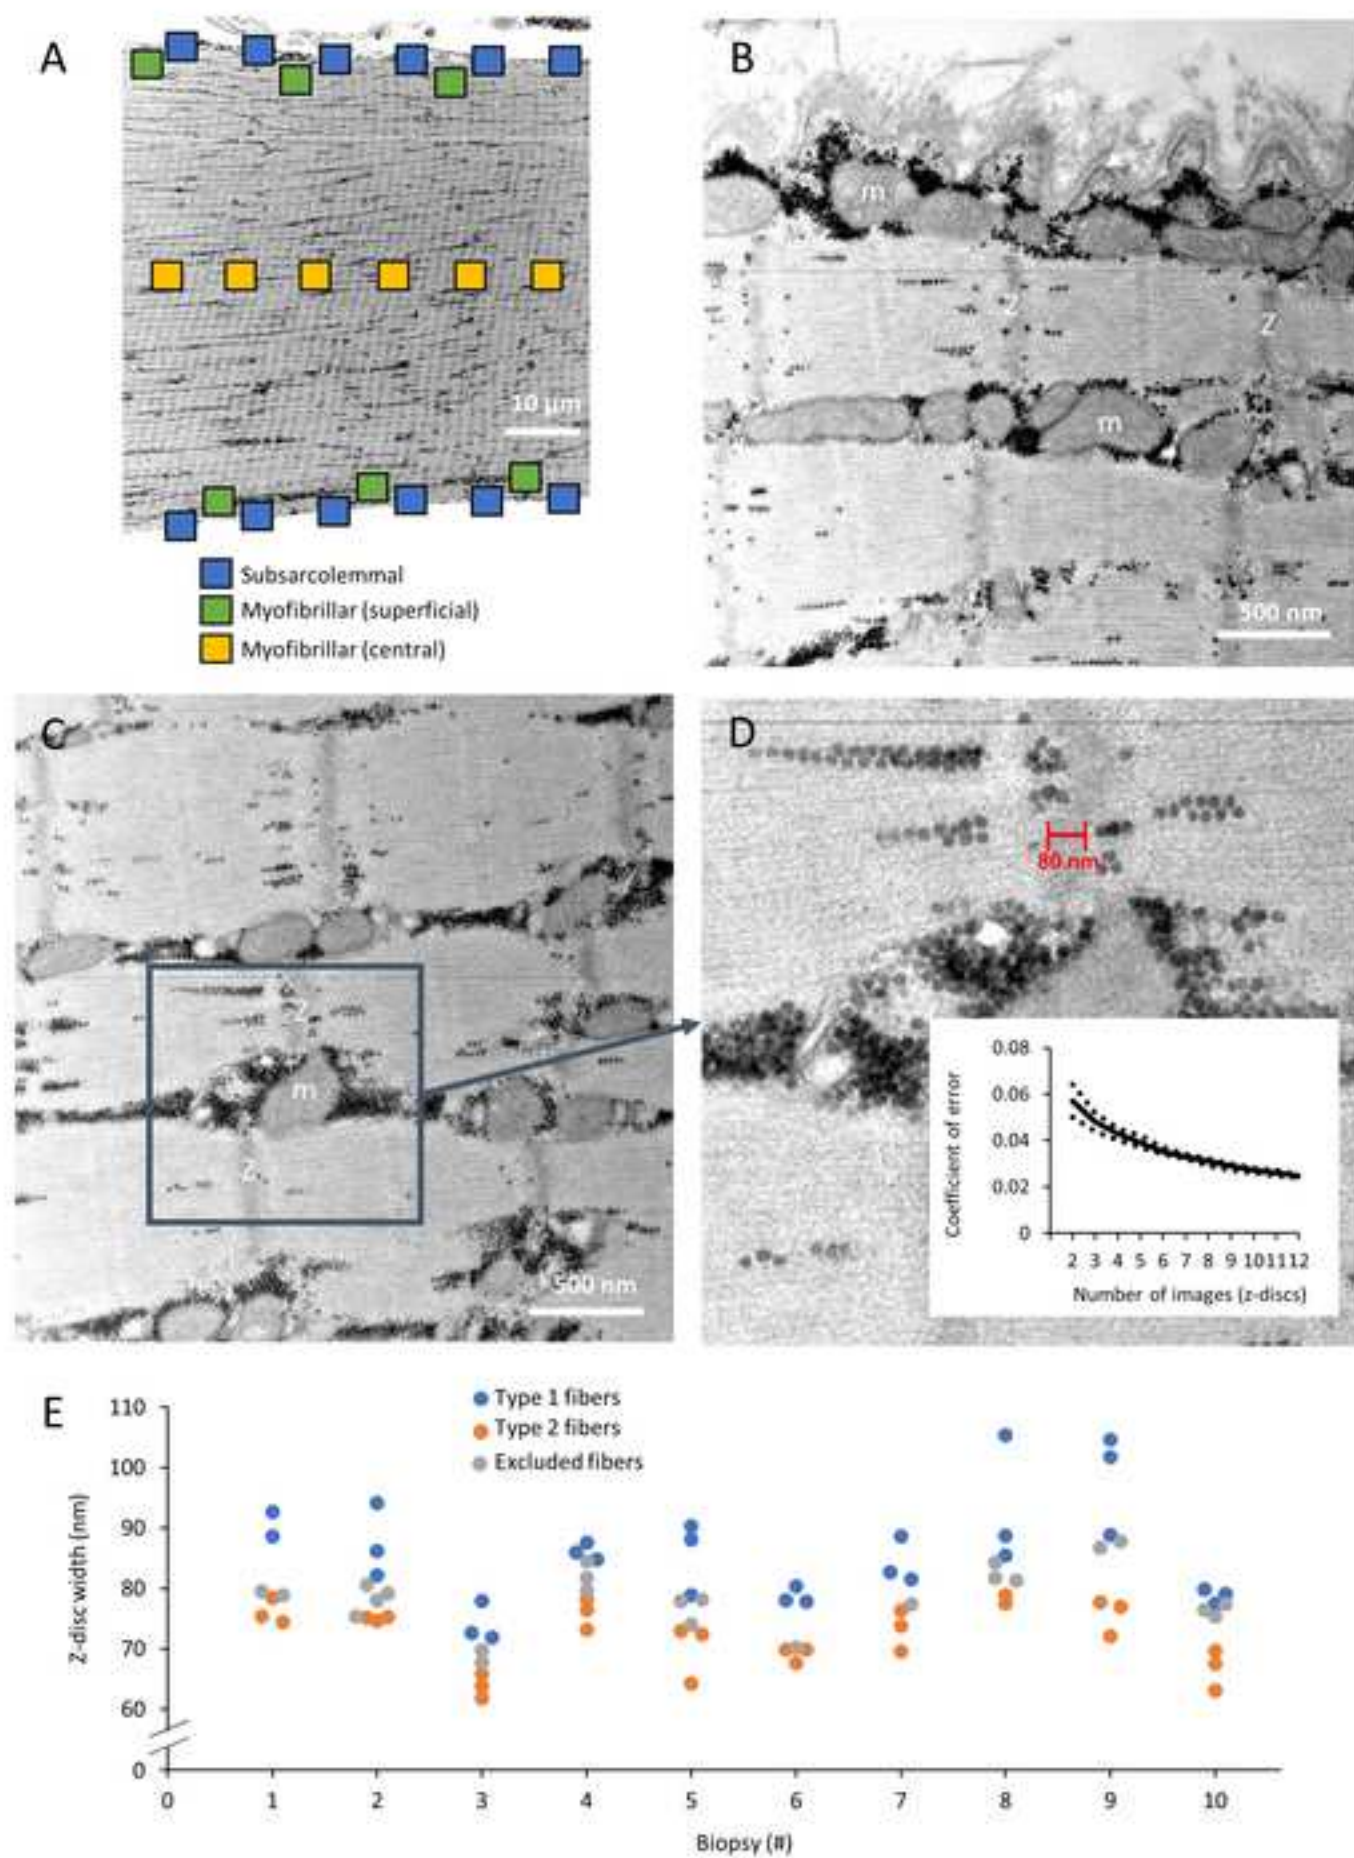 A
10 µm
Subsarcolemmal
Myofibrillar (superficial)
Myofibrillar (central)
B
m
Z
Z
m
500 nm
C
Z
m
Z
500 nm
D
80 nm
0.08
0.06
0.04
0.02
0
Coefficient of error
2 3 4 5 6 7 8 9 10 11 12
Number of images (z-discs)
E
Type 1 fibers
Type 2 fibers
Excluded fibers
110
100
90
80
70
60
0
Z-disc width (nm)
0 1 2 3 4 5 6 7 8 9 10
Biopsy (#)